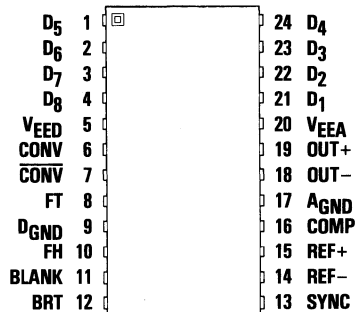 D5 1 24 D4
D6 2 23 D3
D7 3 22 D2
D8 4 21 D1
VEED 5 20 VEEA
CONV 6 19 OUT+
C̅O̅N̅V̅ 7 18 OUT−
FT 8 17 AGND
DGND 9 16 COMP
FH 10 15 REF+
BLANK 11 14 REF−
BRT 12 13 SYNC